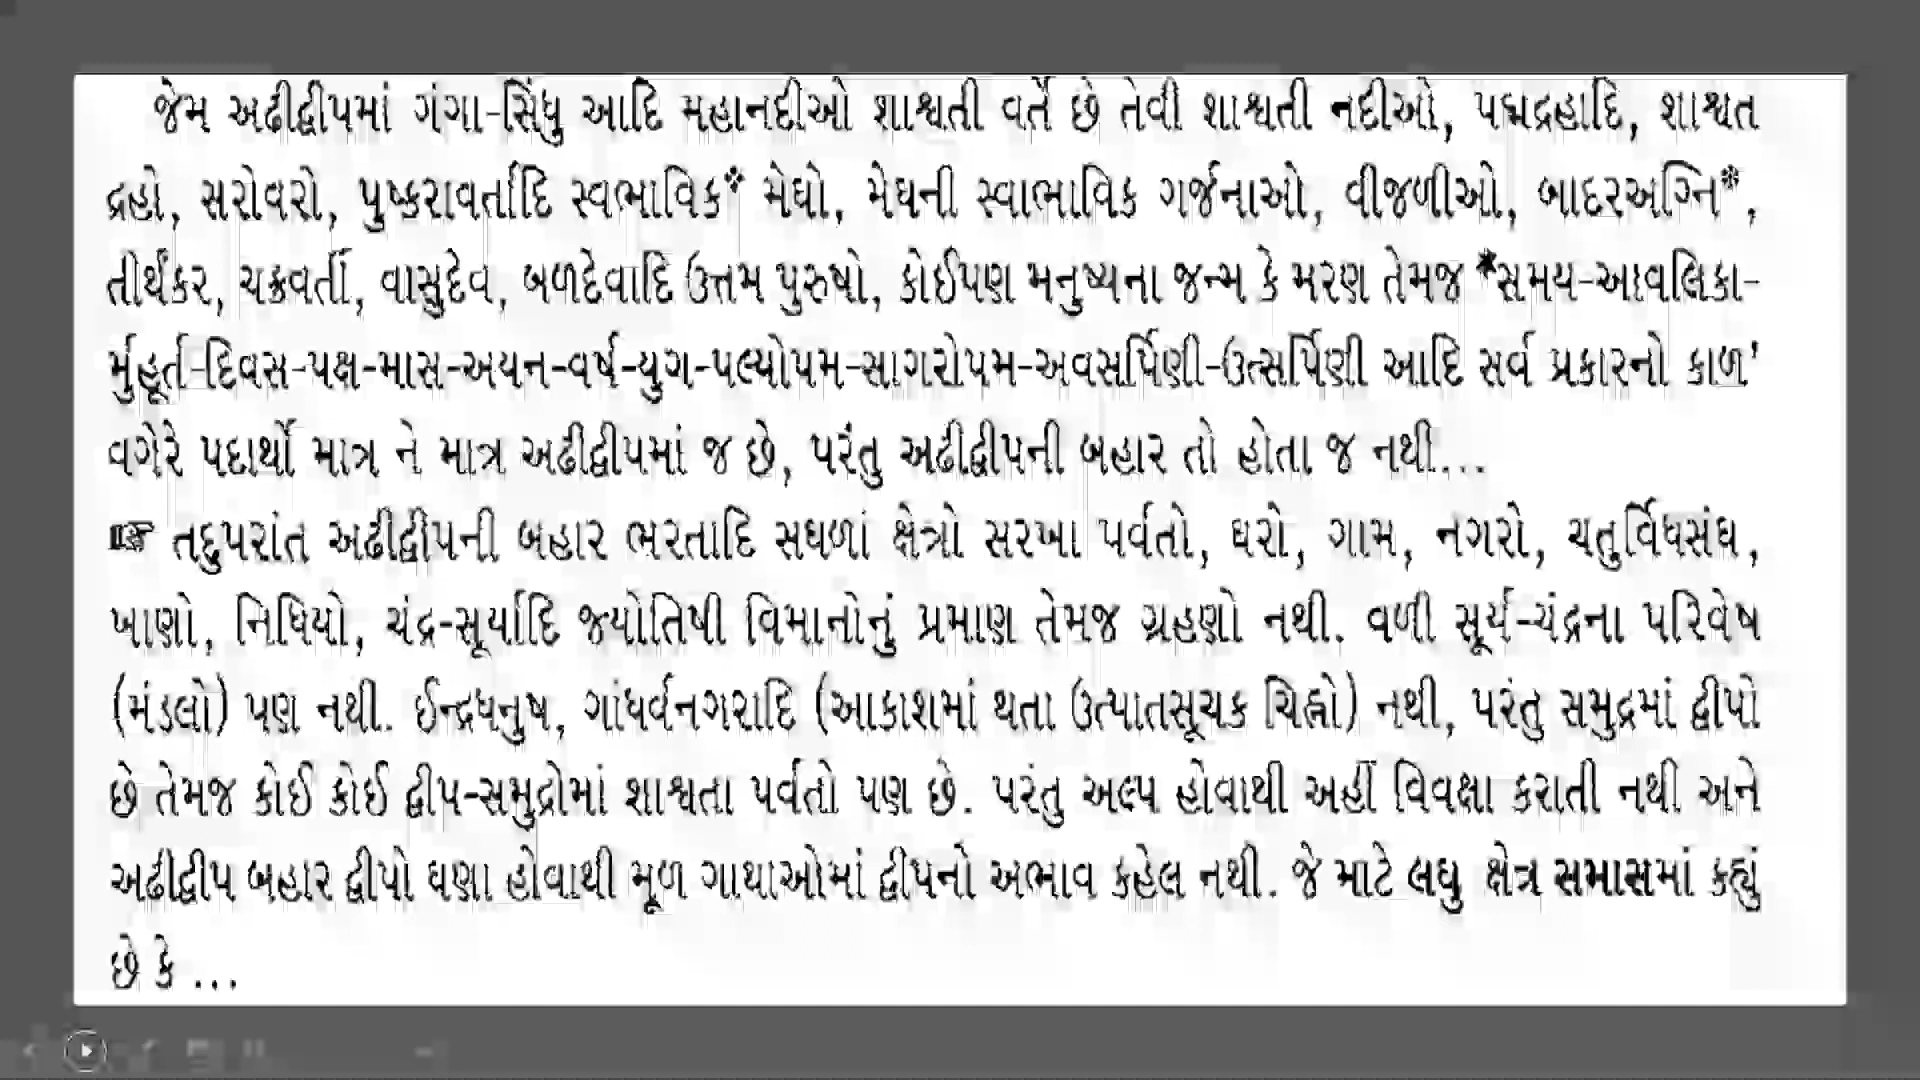 જેમ અઢીદ્વીપમાં ગંગા-સિંધુ આદિ મહાનદીઓ શાશ્વતી વર્તે છે તેવી શાશ્વતી નદીઓ, પદ્મદ્રહાદિ, શાશ્વત
દ્રહો, સરોવરો, પુષ્કરાવર્તાદિ સ્વભાવિક* મેઘો, મેઘની સ્વાભાવિક ગર્જનાઓ, વીજળીઓ, બાદરઅગ્નિ*,
તીર્થંકર, ચક્રવર્તી, વાસુદેવ, બળદેવાદિ ઉત્તમ પુરુષો, કોઈપણ મનુષ્યના જન્મ કે મરણ તેમજ *સમય-આવલિકા-
ર્મુહૂર્ત-દિવસ-પક્ષ-માસ-અયન-વર્ષ-યુગ-પલ્યોપમ-સાગરોપમ-અવસર્પિણી-ઉત્સર્પિણી આદિ સર્વ પ્રકારનો કાળ'
વગેરે પદાર્થો માત્ર ને માત્ર અઢીદ્વીપમાં જ છે, પરંતુ અઢીદ્વીપની બહાર તો હોતા જ નથી...
☞ તદુપરાંત અઢીદ્વીપની બહાર ભરતાદિ સઘળાં ક્ષેત્રો સરખા પર્વતો, ઘરો, ગામ, નગરો, ચતુર્વિધસંઘ,
ખાણો, નિધિયો, ચંદ્ર-સૂર્યાદિ જ્યોતિષી વિમાનોનું પ્રમાણ તેમજ ગ્રહણો નથી. વળી સૂર્ય-ચંદ્રના પરિવેષ
(મંડલો) પણ નથી. ઈન્દ્રધનુષ, ગાંધર્વનગરાદિ (આકાશમાં થતા ઉત્પાતસૂચક ચિહ્નો) નથી, પરંતુ સમુદ્રમાં દ્વીપો
છે તેમજ કોઈ કોઈ દ્વીપ-સમુદ્રોમાં શાશ્વતા પર્વતો પણ છે. પરંતુ અલ્પ હોવાથી અહીં વિવક્ષા કરાતી નથી અને
અઢીદ્વીપ બહાર દ્વીપો ઘણા હોવાથી મૂળ ગાથાઓમાં દ્વીપનો અભાવ કહેલ નથી. જે માટે લઘુ ક્ષેત્ર સમાસમાં કહ્યું
છે કે ...